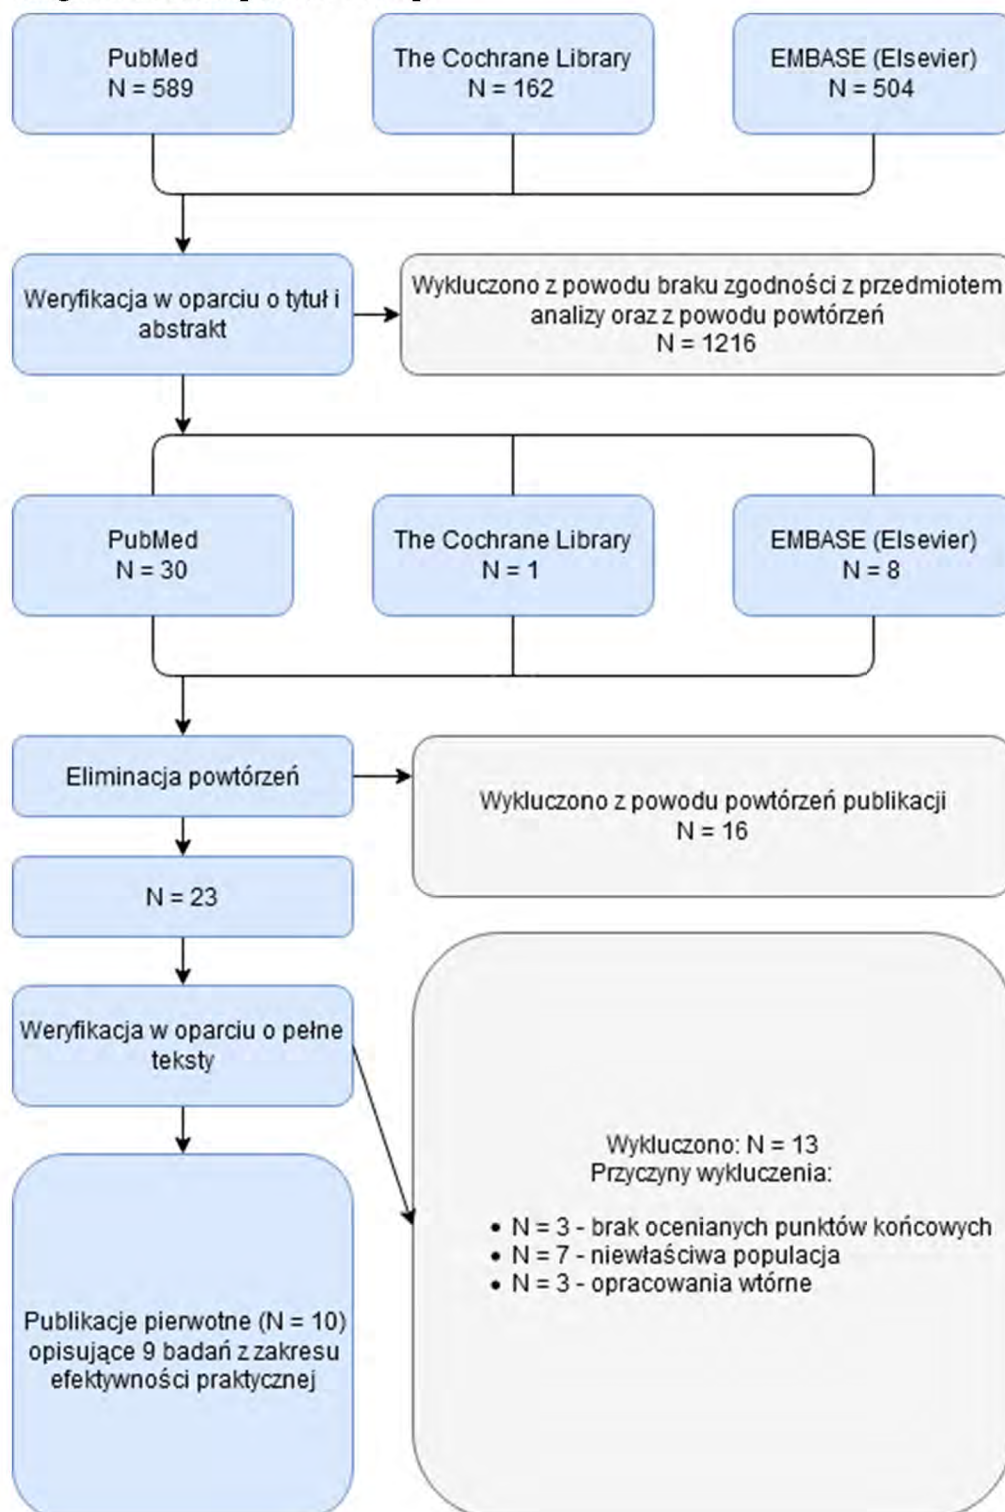 PubMed
N = 589
The Cochrane Library
N = 162
EMBASE (Elsevier)
N = 504
Weryfikacja w oparciu o tytuł i
abstrakt
Wykluczono z powodu braku zgodności z przedmiotem
analizy oraz z powodu powtórzeń
N = 1216
PubMed
N = 30
The Cochrane Library
N = 1
EMBASE (Elsevier)
N = 8
Eliminacja powtórzeń
Wykluczono z powodu powtórzeń publikacji
N = 16
N = 23
Weryfikacja w oparciu o pełne
teksty
Wykluczono: N = 13
Przyczyny wykluczenia:
• N = 3 - brak ocenianych punktów końcowych
• N = 7 - niewłaściwa populacja
• N = 3 - opracowania wtórne
Publikacje pierwotne (N = 10)
opisujące 9 badań z zakresu
efektywności praktycznej